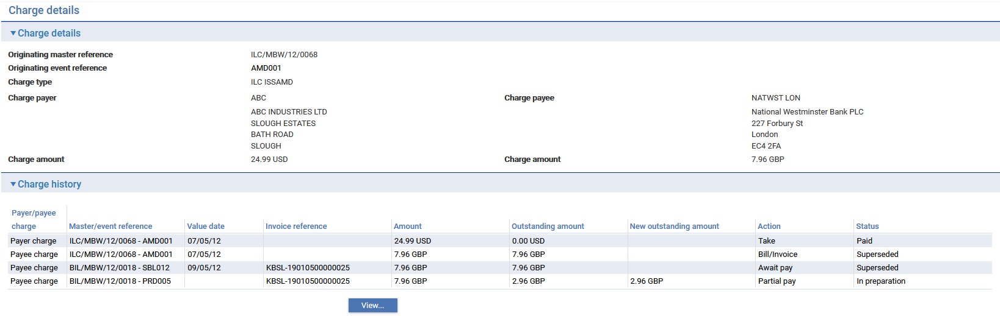 Charge details
Charge details
Originating master reference ILC/MBW/12/0068
Originating event reference AMD001
Charge type ILC ISSAMD
Charge payer ABC Charge payee NATWST LON
ABC INDUSTRIES LTD National Westminster Bank PLC
SLOUGH ESTATES 227 Forbury St
BATH ROAD London
SLOUGH EC4 2FA
Charge amount 24.99 USD Charge amount 7.96 GBP
Charge history
Payer/payee
charge Master/event reference Value date Invoice reference Amount Outstanding amount New outstanding amount Action Status
Payer charge ILC/MBW/12/0068 - AMD001 07/05/12 24.99 USD 0.00 USD Take Paid
Payee charge ILC/MBW/12/0068 - AMD001 07/05/12 7.96 GBP 7.96 GBP Bill/Invoice Superseded
Payee charge BIL/MBW/12/0018 - SBL012 09/05/12 KBSL-19010500000025 7.96 GBP 7.96 GBP Await pay Superseded
Payee charge BIL/MBW/12/0018 - PRD005 KBSL-19010500000025 7.96 GBP 2.96 GBP 2.96 GBP Partial pay In preparation
View...